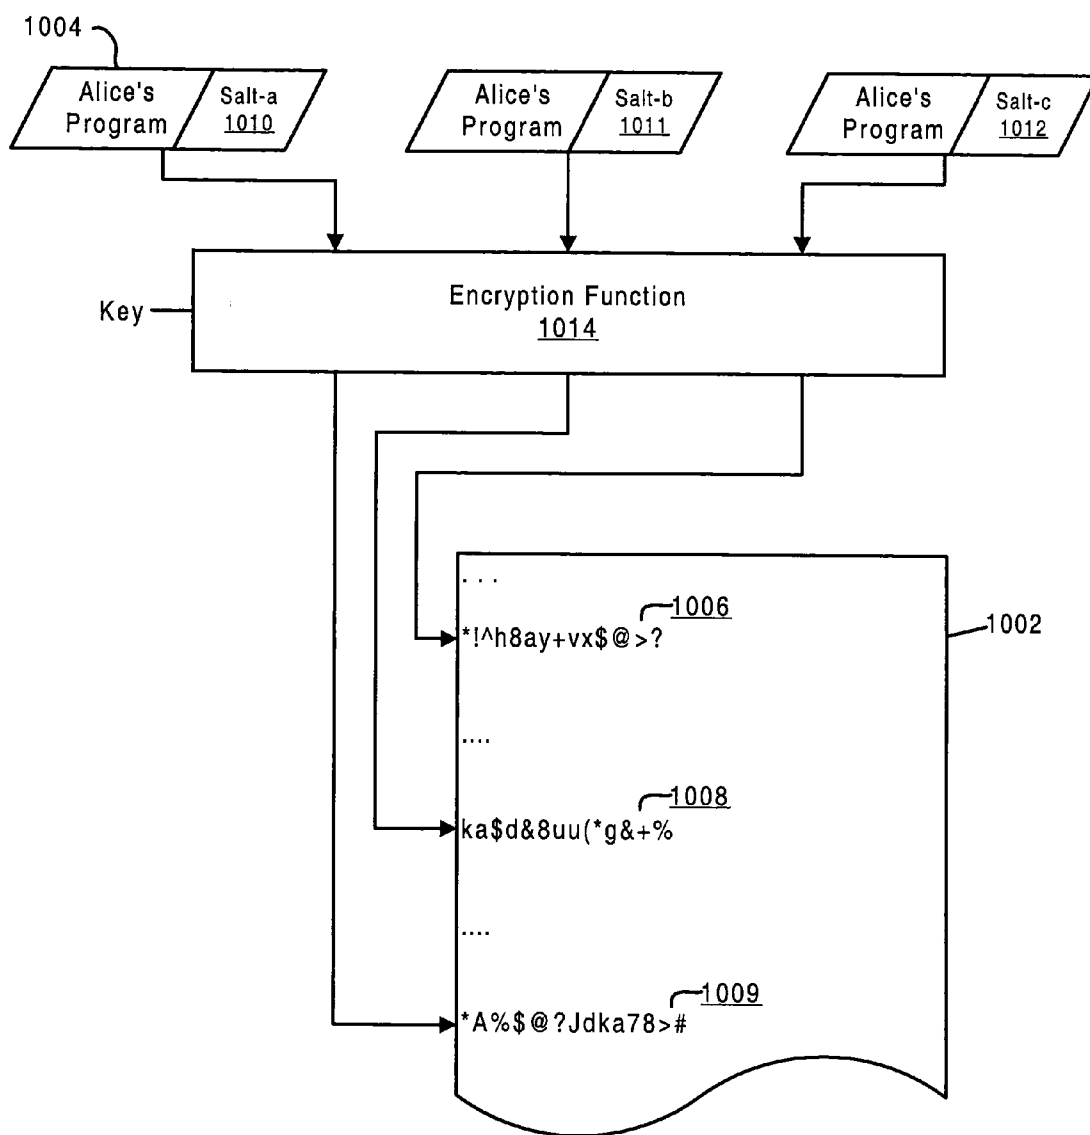 1004
Alice's
Program
Salt-a
1010
Alice's
Program
Salt-b
1011
Alice's
Program
Salt-c
1012
Key
Encryption Function
1014
. . .
1006
*!^h8ay+vx$@>?
1002
....
1008
ka$d&8uu(*g&+%
....
1009
*A%$@?Jdka78>#